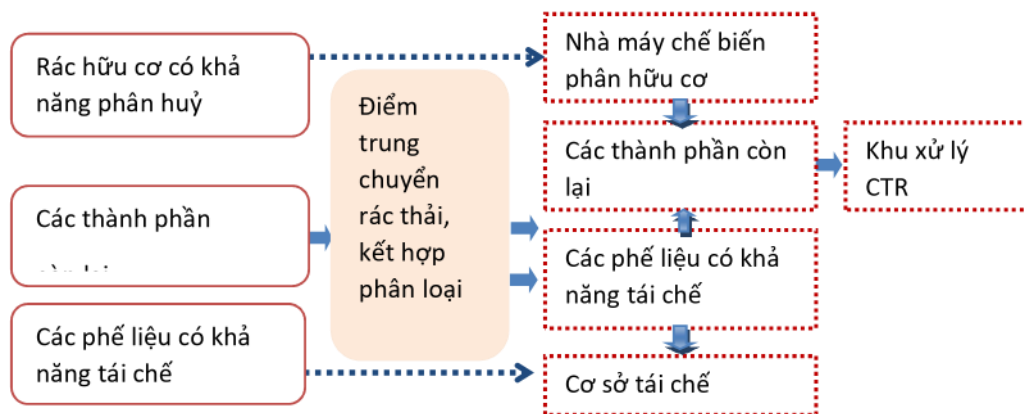 Rác hữu cơ có khả
năng phân huỷ
Các thành phần
Các phế liệu có khả
năng tái chế
Điểm
trung
chuyển
rác thải,
kết hợp
phân loại
Nhà máy chế biến
phân hữu cơ
Các thành phần còn
lại
Các phế liệu có khả
năng tái chế
Cơ sở tái chế
Khu xử lý
CTR